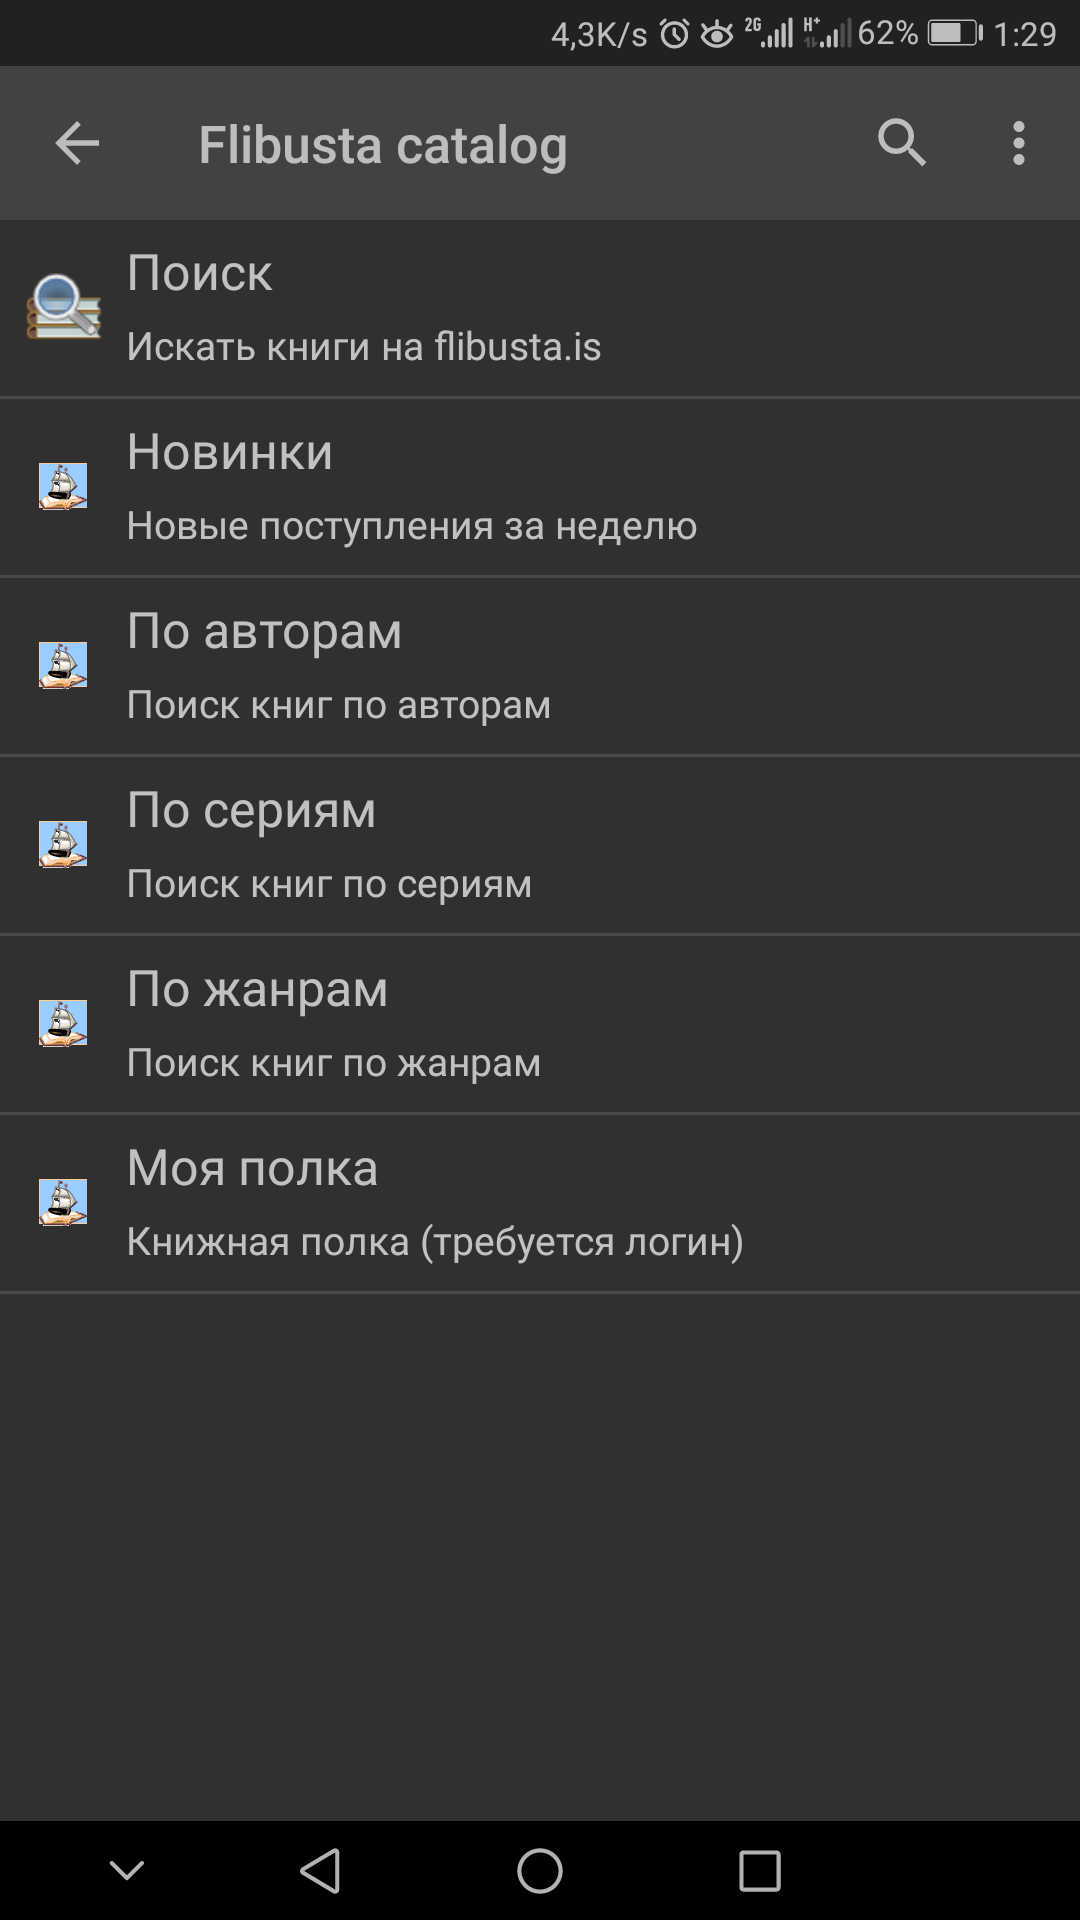 4,3K/s 2G H+ 62% 1:29
Flibusta catalog
Поиск
Искать книги на flibusta.is
Новинки
Новые поступления за неделю
По авторам
Поиск книг по авторам
По сериям
Поиск книг по сериям
По жанрам
Поиск книг по жанрам
Моя полка
Книжная полка (требуется логин)